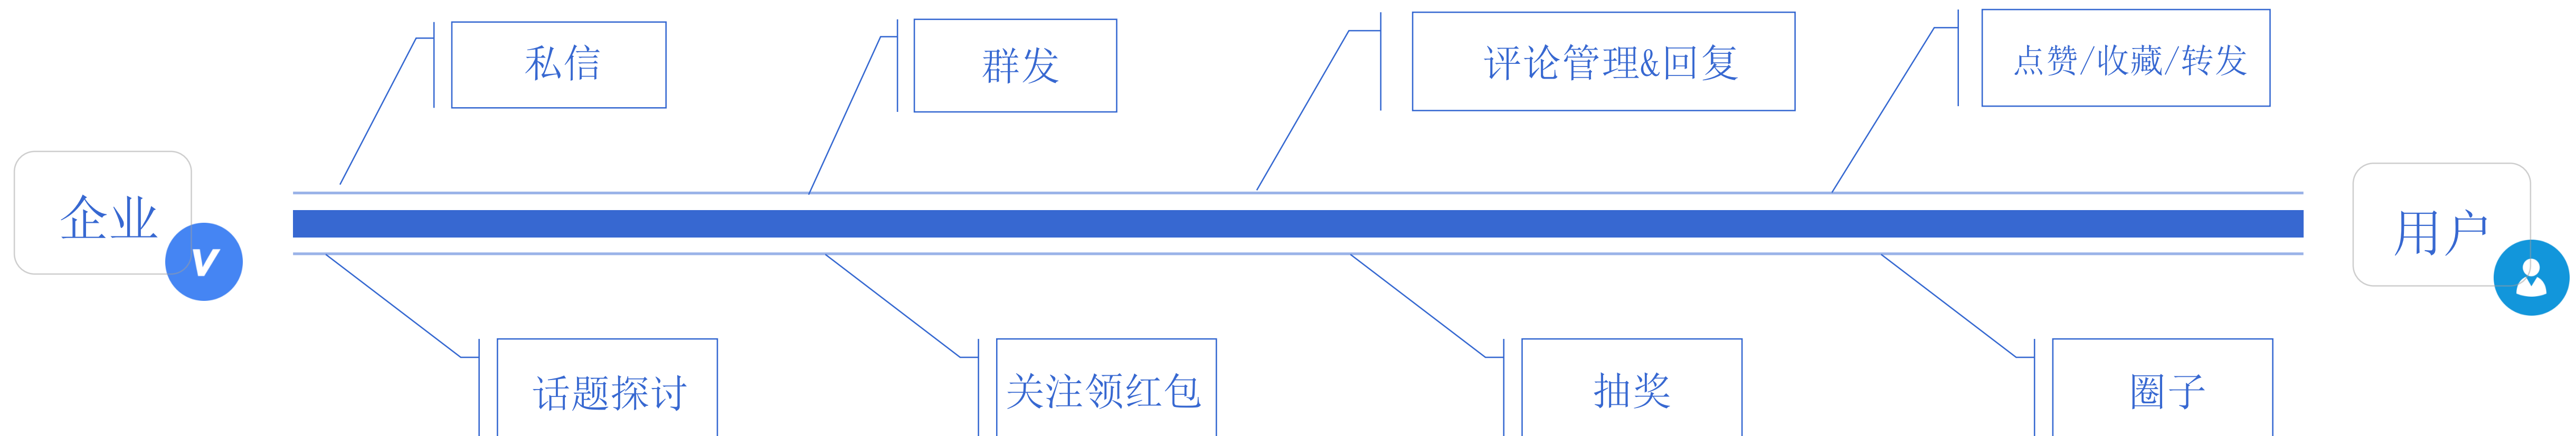 私信
群发
评论管理&回复
点赞/收藏/转发
企业
V
用户
话题探讨
关注领红包
抽奖
圈子